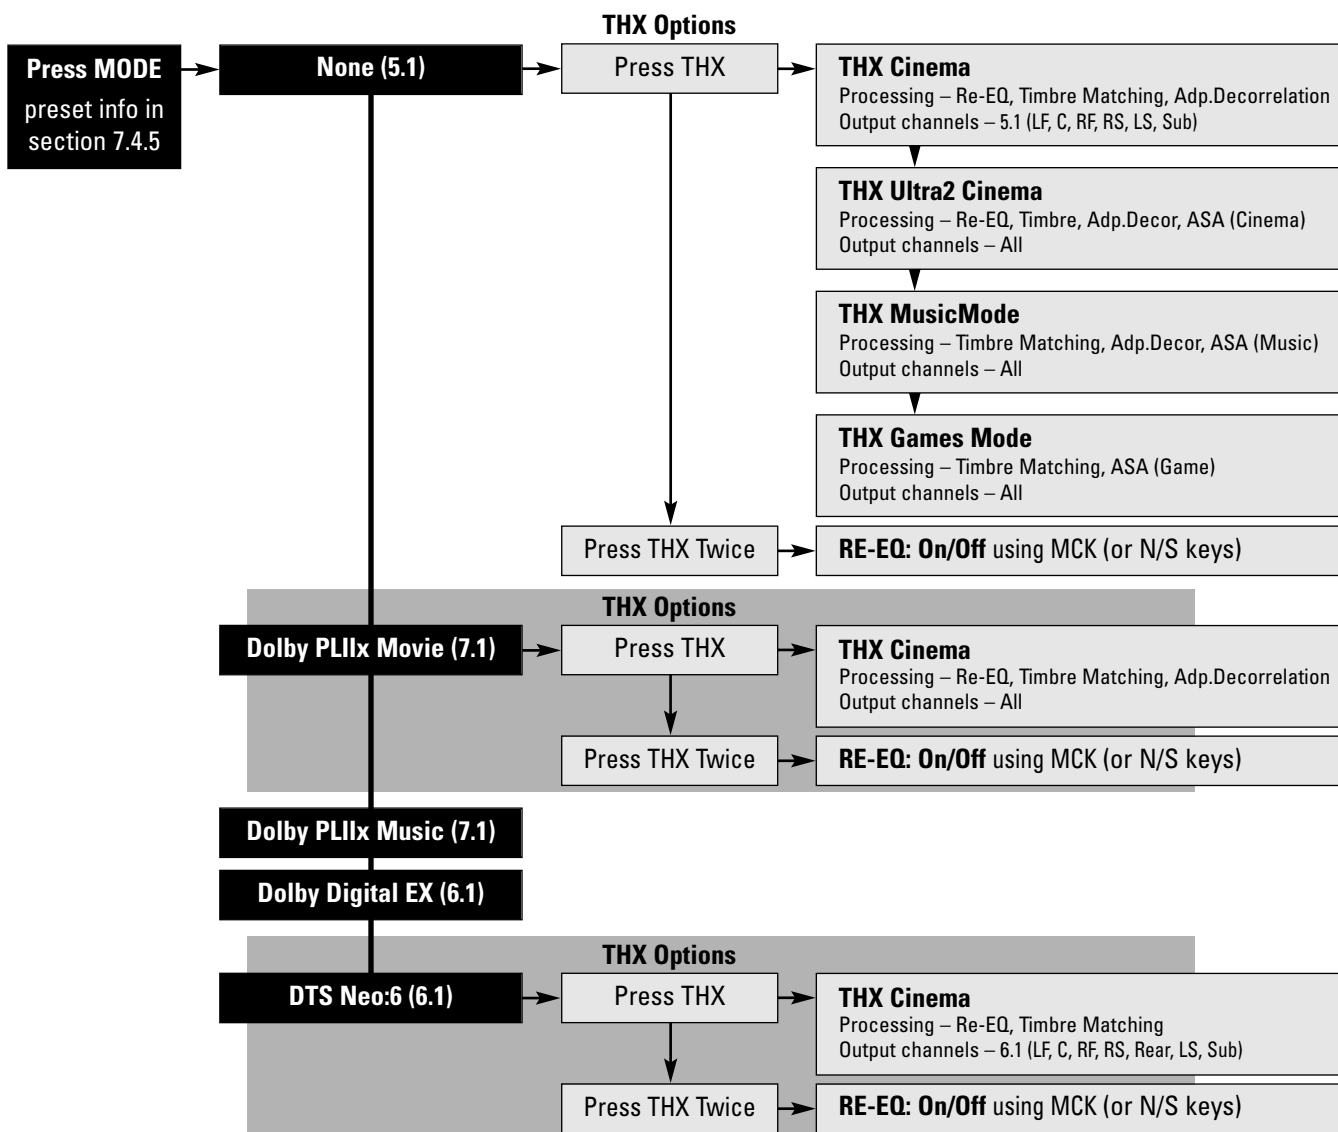 THX Options
Press MODE
preset info in
section 7.4.5
None (5.1)
Press THX
THX Cinema
Processing – Re-EQ, Timbre Matching, Adp.Decorrelation
Output channels – 5.1 (LF, C, RF, RS, LS, Sub)
THX Ultra2 Cinema
Processing – Re-EQ, Timbre, Adp.Decor, ASA (Cinema)
Output channels – All
THX MusicMode
Processing – Timbre Matching, Adp.Decor, ASA (Music)
Output channels – All
THX Games Mode
Processing – Timbre Matching, ASA (Game)
Output channels – All
Press THX Twice
RE-EQ: On/Off using MCK (or N/S keys)
THX Options
Dolby PLIIx Movie (7.1)
Press THX
THX Cinema
Processing – Re-EQ, Timbre Matching, Adp.Decorrelation
Output channels – All
Press THX Twice
RE-EQ: On/Off using MCK (or N/S keys)
Dolby PLIIx Music (7.1)
Dolby Digital EX (6.1)
THX Options
DTS Neo:6 (6.1)
Press THX
THX Cinema
Processing – Re-EQ, Timbre Matching
Output channels – 6.1 (LF, C, RF, RS, Rear, LS, Sub)
Press THX Twice
RE-EQ: On/Off using MCK (or N/S keys)